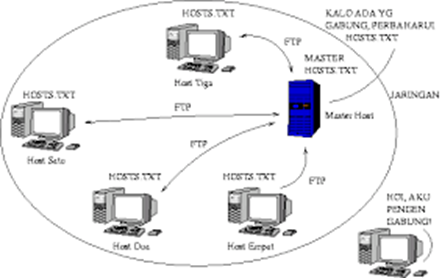 HOSTS.TXT
KALO ADA YG
GABUNG, PERBAHARUI
HOSTS.TXT
FTP
MASTER
HOSTS.TXT
Host Tiga
JARINGAN
HOSTS.TXT
FTP
Master Host
Host Satu
FTP
HOSTS.TXT
HOSTS.TXT
FTP
HOI, AKU
PENGEN
GABUNG!
Host Dua
Host Empat